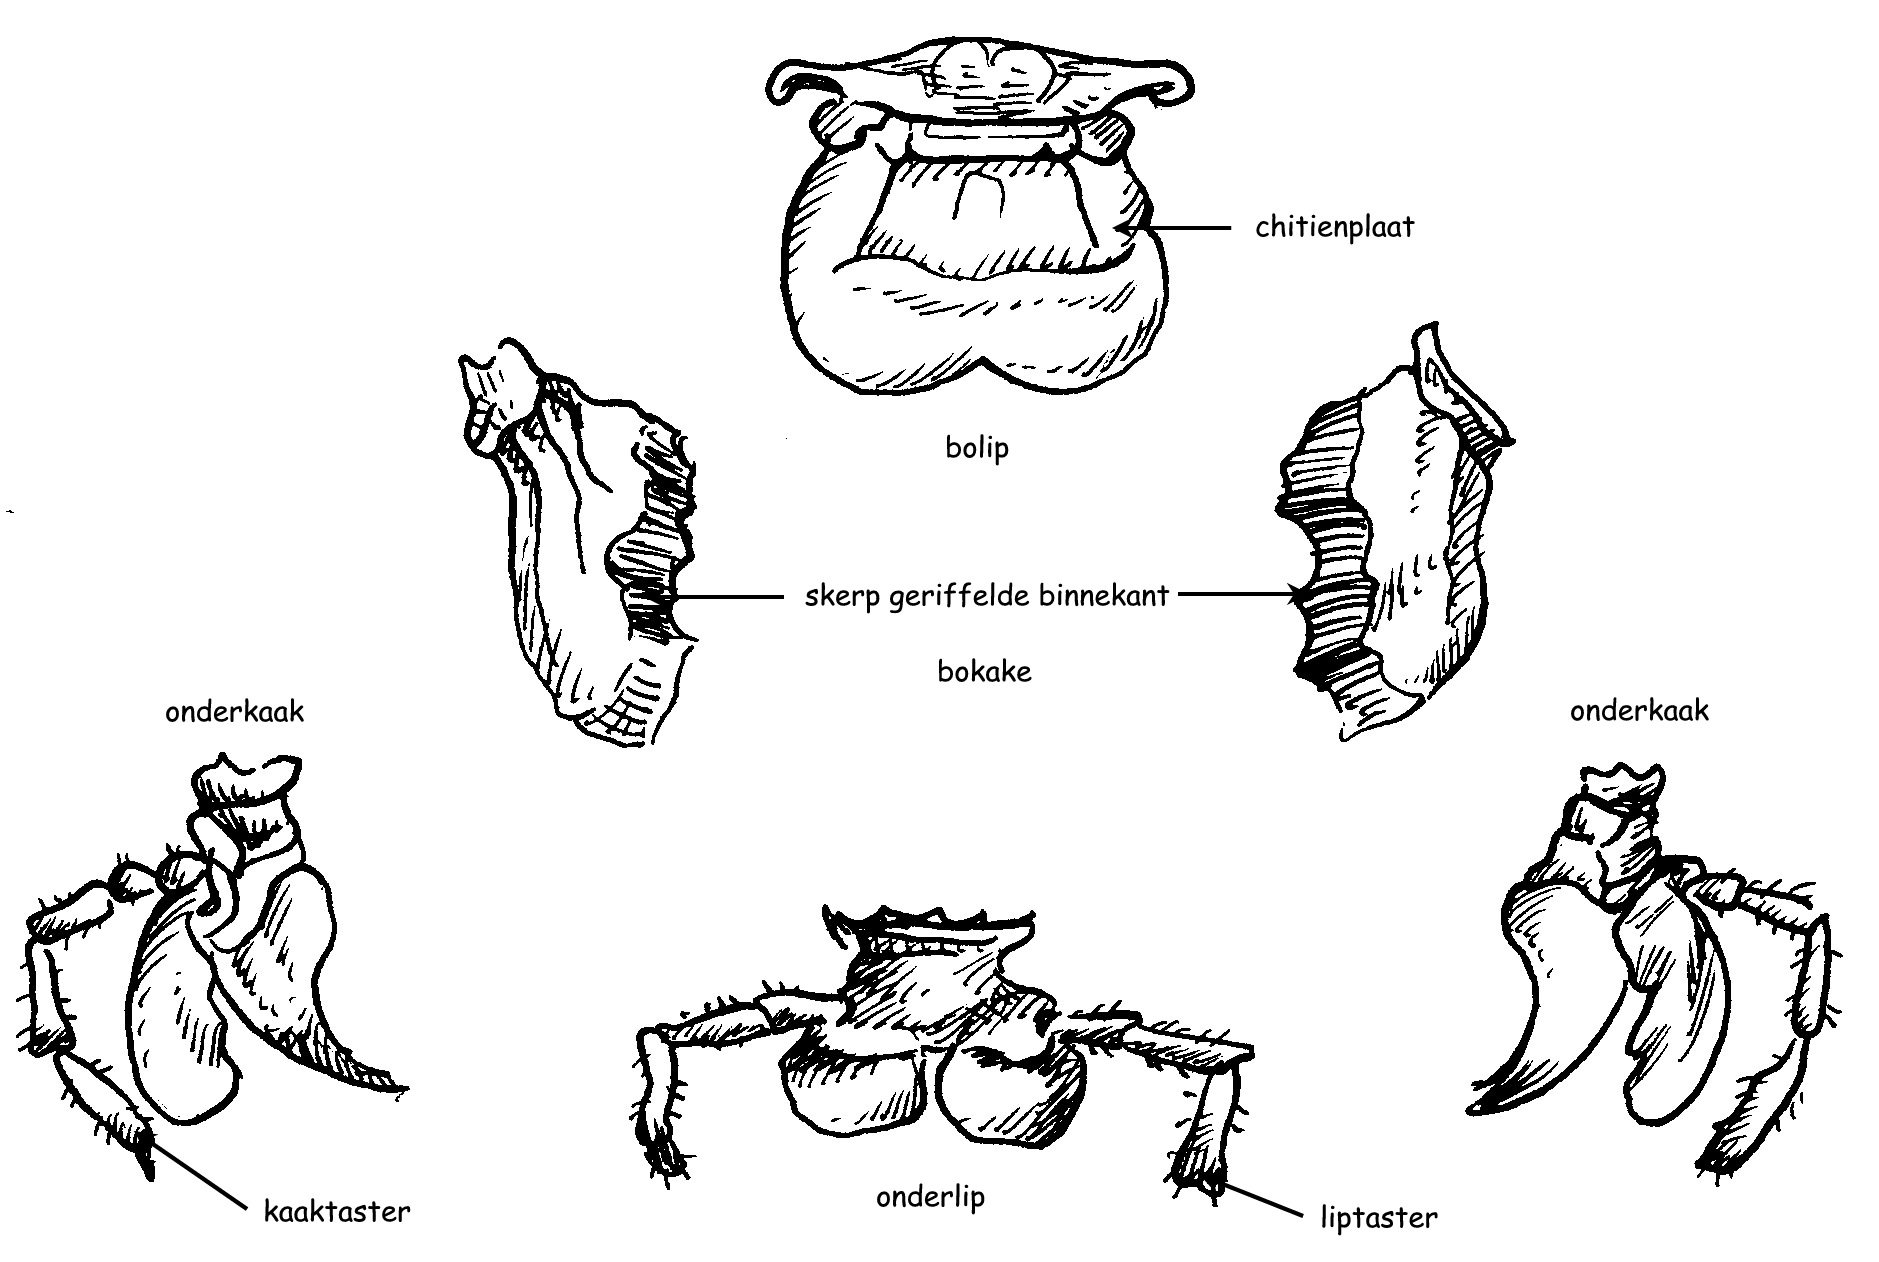 chitienplaat
bolip
skerp geriffelde binnekant
bokake
onderkaak
onderkaak
kaaktaster
onderlip
liptaster